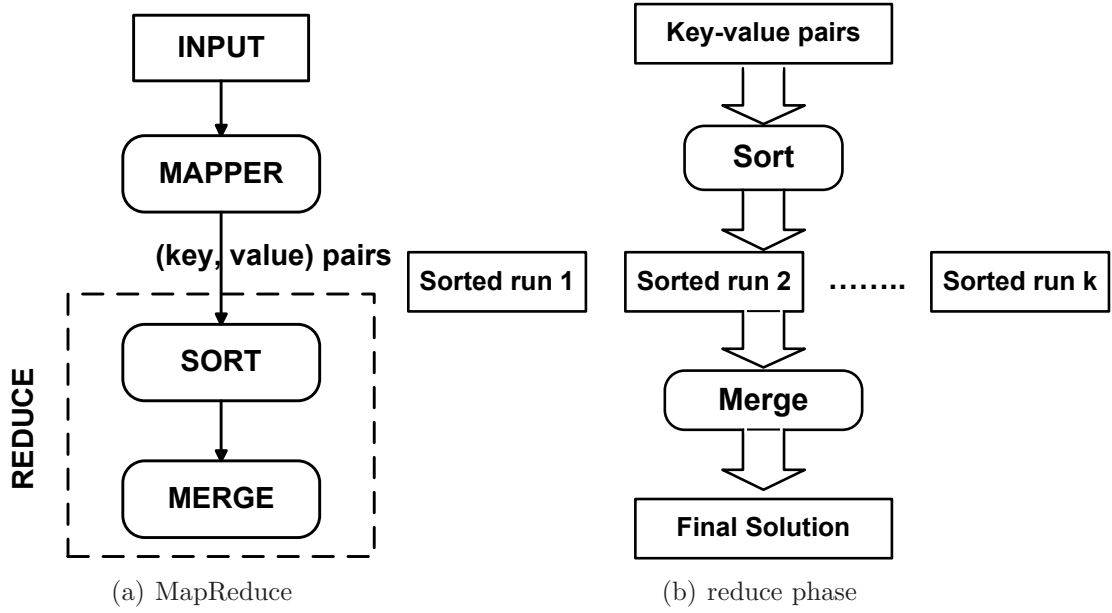 INPUT
MAPPER
(key, value) pairs
REDUCE
SORT
MERGE
(a) MapReduce
Key-value pairs
Sort
Sorted run 1
Sorted run 2
........
Sorted run k
Merge
Final Solution
(b) reduce phase